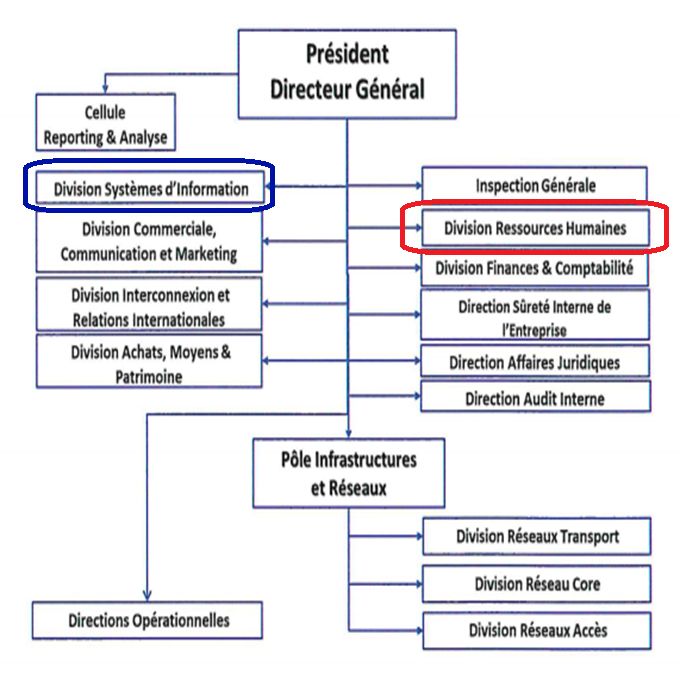 Président
Directeur Général
Cellule
Reporting & Analyse
Division Systèmes d'Information
Inspection Générale
Division Commerciale,
Communication et Marketing
Division Ressources Humaines
Division Finances & Comptabilité
Division Interconnexion et
Relations Internationales
Direction Sûreté Interne de
l'Entreprise
Division Achats, Moyens &
Patrimoine
Direction Affaires Juridiques
Direction Audit Interne
Pôle Infrastructures
et Réseaux
Division Réseaux Transport
Division Réseau Core
Directions Opérationnelles
Division Réseaux Accès